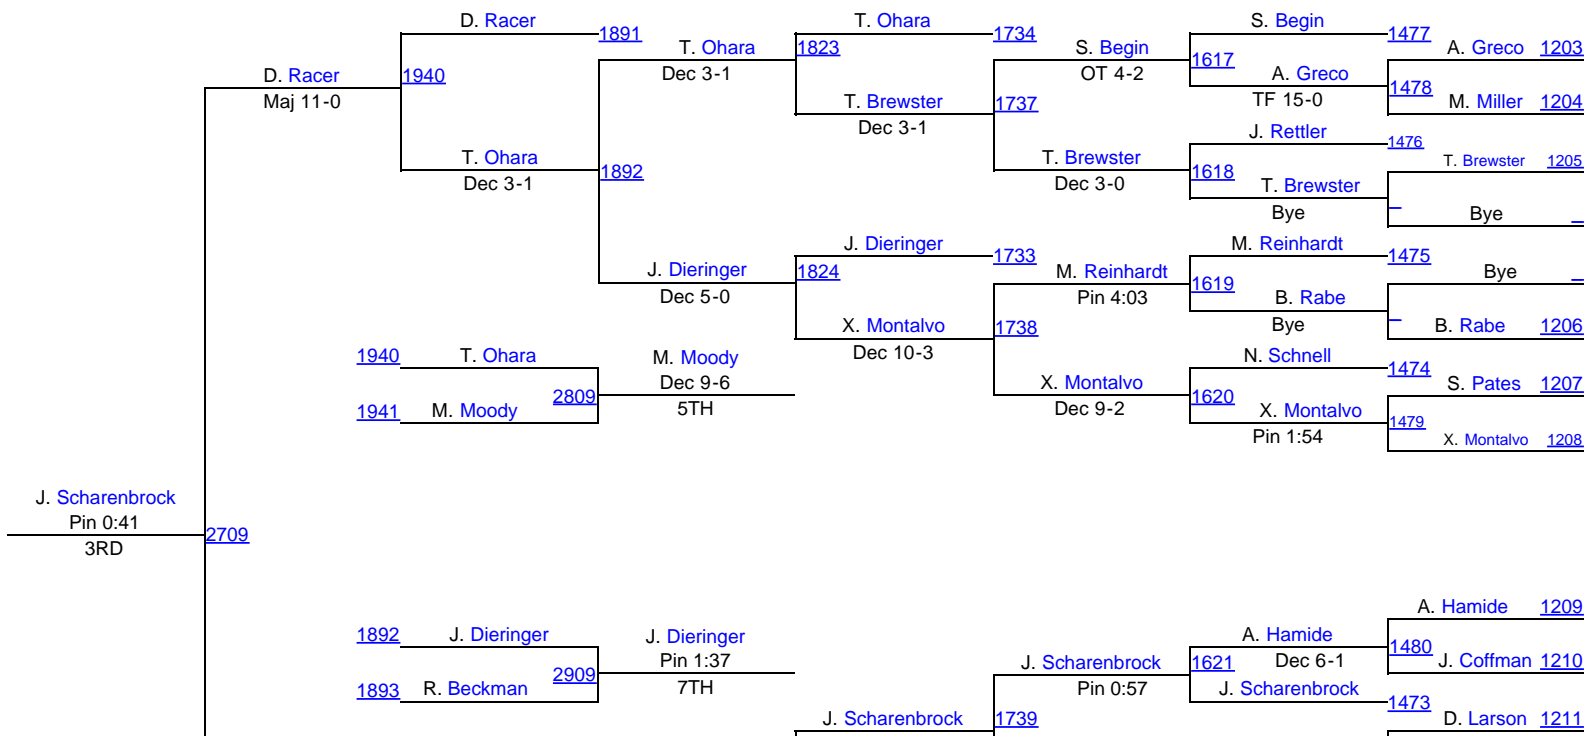 D. Racer
1891
T. Ohara
1734
S. Begin
1477
T. Ohara
1823
S. Begin
A. Greco 1203
D. Racer
1940
Dec 3-1
OT 4-2
1617
A. Greco
1478
Maj 11-0
T. Brewster
1737
TF 15-0
M. Miller 1204
Dec 3-1
J. Rettler
1476
T. Ohara
T. Brewster
T. Brewster 1205
Dec 3-1
1892
Dec 3-0
1618
T. Brewster
Bye
Bye
J. Dieringer
1733
M. Reinhardt
1475
J. Dieringer
1824
M. Reinhardt
Bye
Dec 5-0
Pin 4:03
1619
B. Rabe
X. Montalvo
1738
Bye
B. Rabe 1206
Dec 10-3
1940
T. Ohara
M. Moody
N. Schnell
1474
Dec 9-6
X. Montalvo
S. Pates 1207
2809
5TH
Dec 9-2
1620
X. Montalvo
1941
M. Moody
1479
Pin 1:54
X. Montalvo 1208
J. Scharenbrock
Pin 0:41
2709
3RD
A. Hamide 1209
1892
J. Dieringer
J. Dieringer
A. Hamide
1480
Pin 1:37
J. Scharenbrock
1621
Dec 6-1
J. Coffman 1210
2909
7TH
Pin 0:57
1893
R. Beckman
J. Scharenbrock
1473
J. Scharenbrock
1739
D. Larson 1211